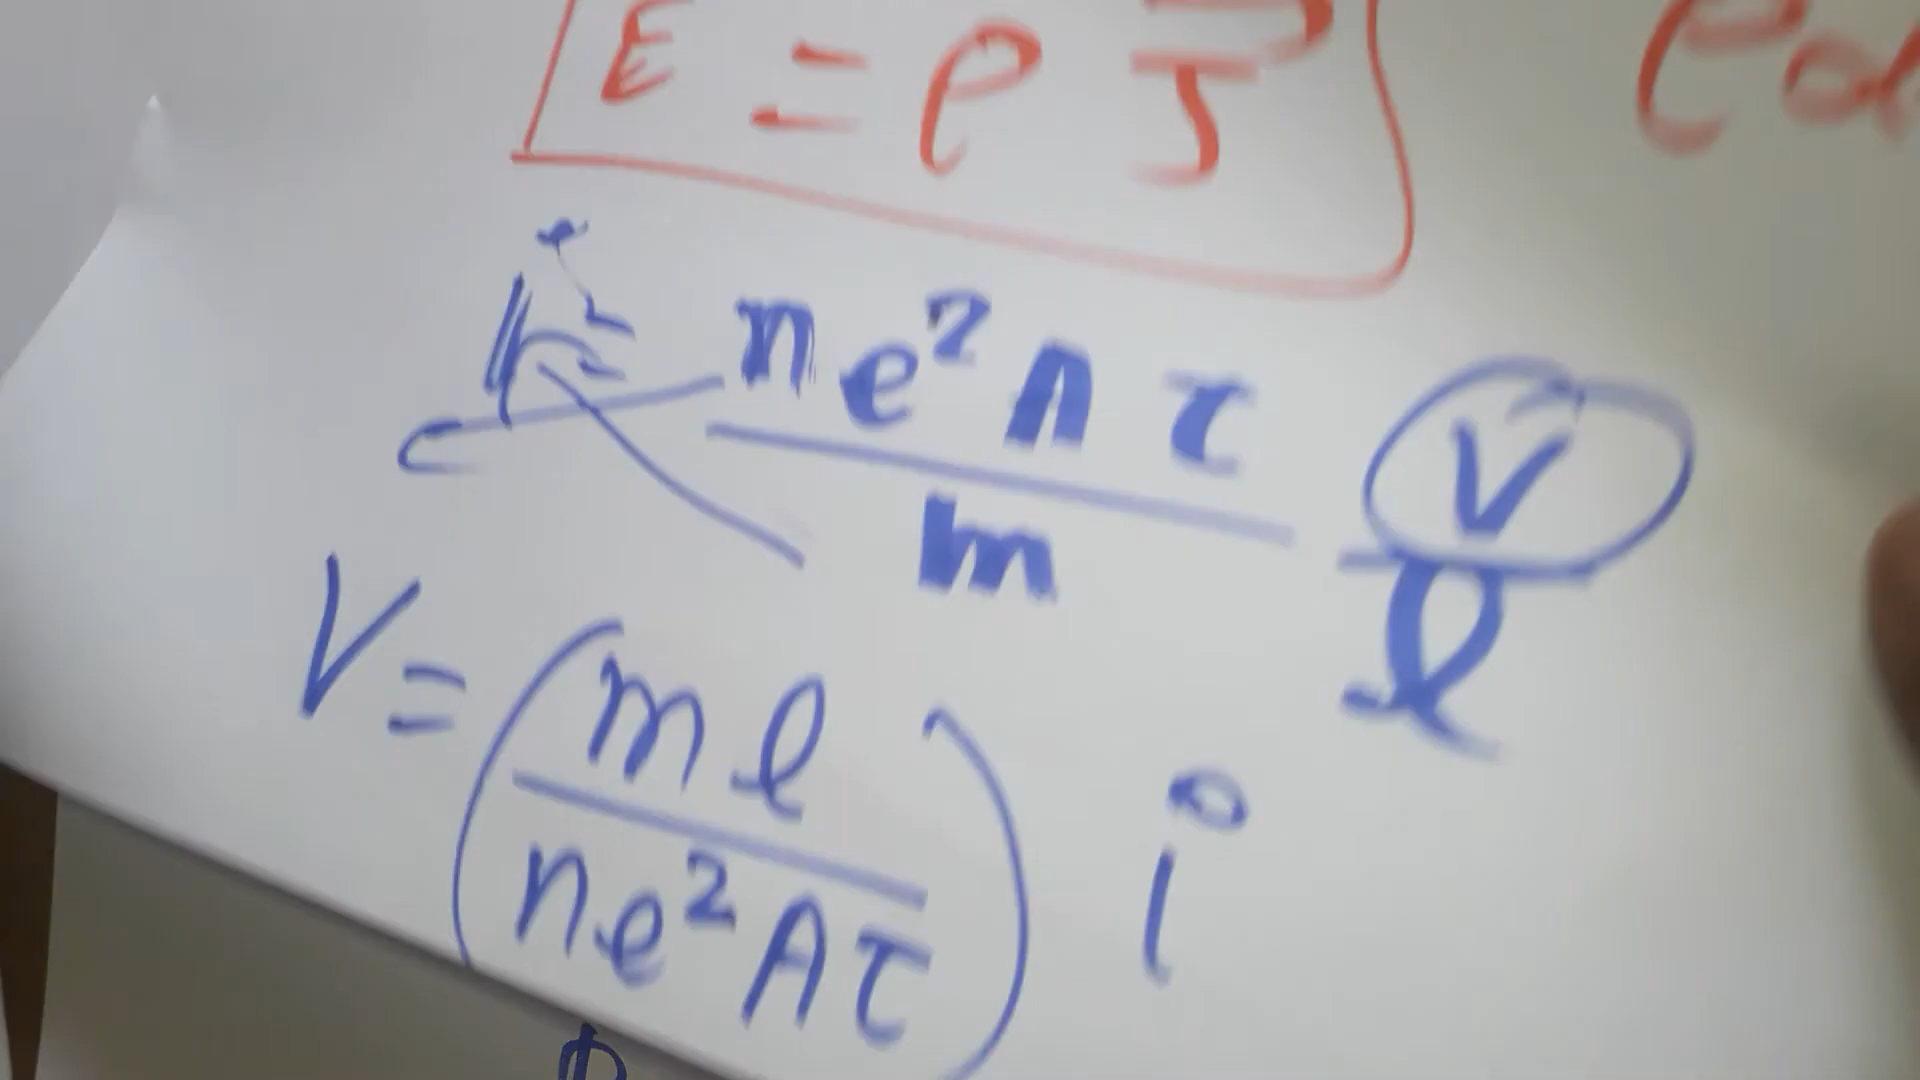 E = ρ J
i = ne²Aτ/m V/l
V = (ml/ne²Aτ) i